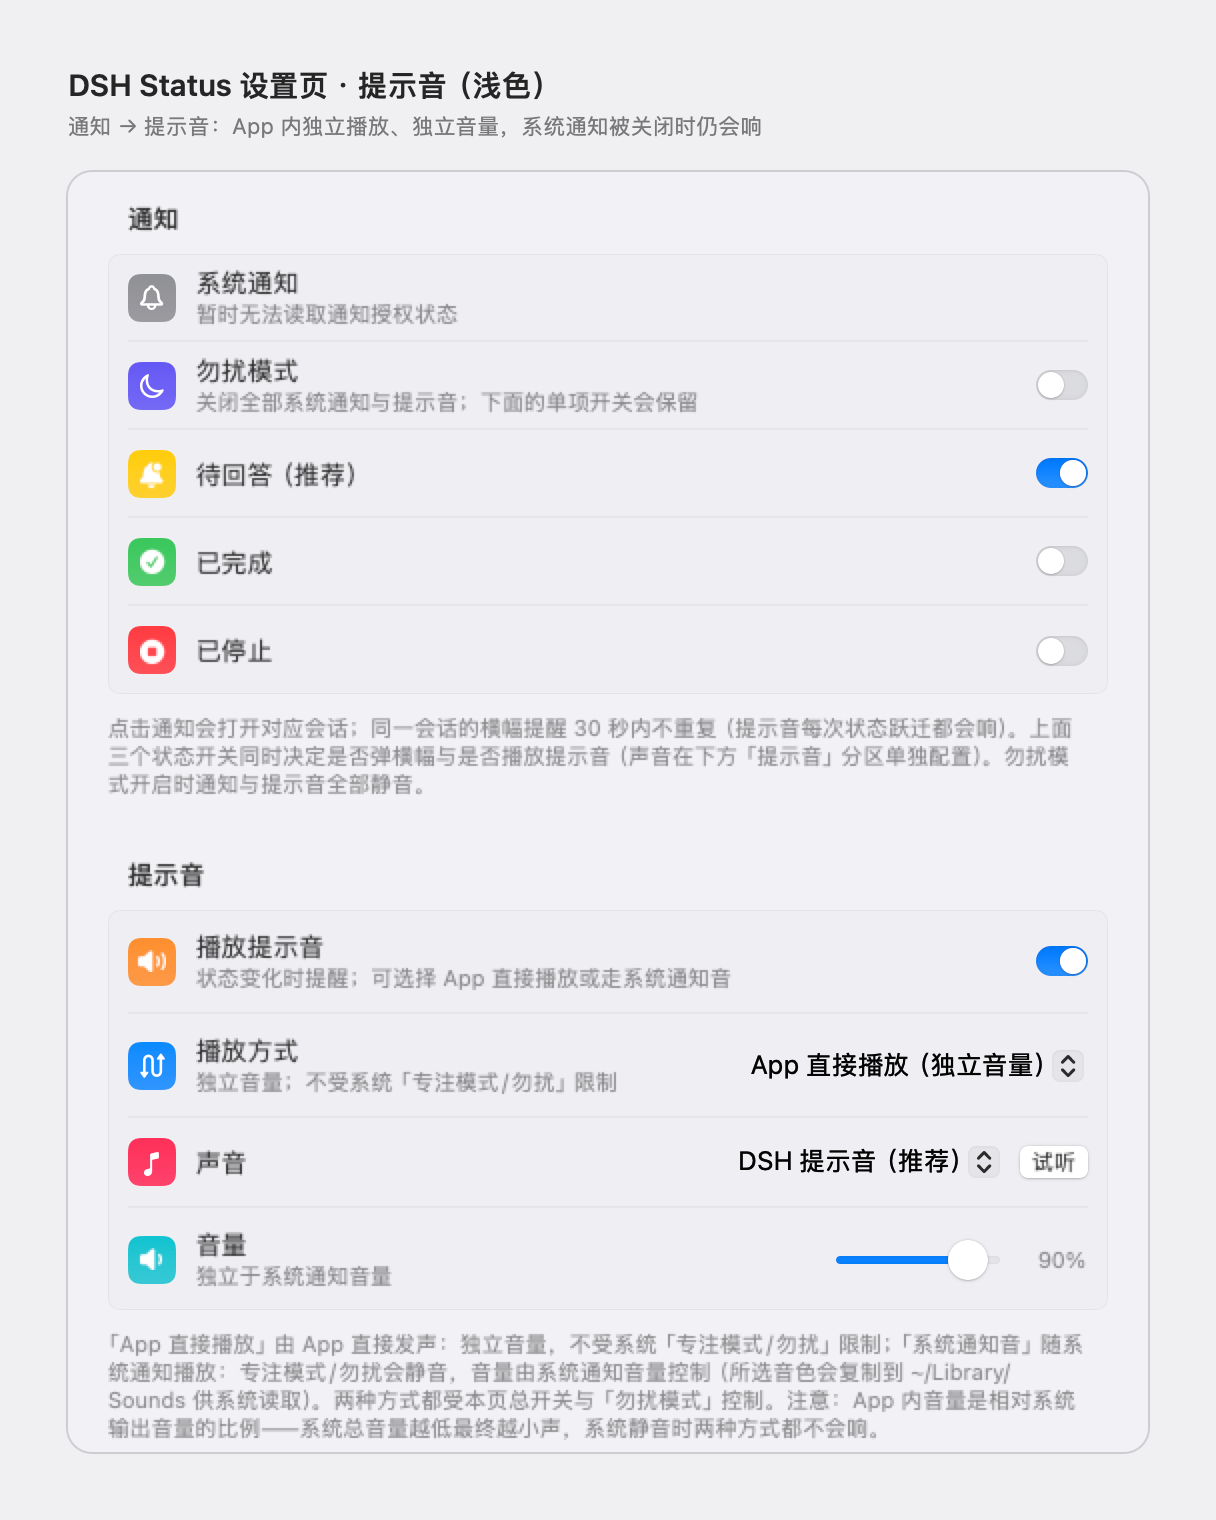 DSH Status 设置页 · 提示音（浅色）
通知 → 提示音：App 内独立播放、独立音量，系统通知被关闭时仍会响
通知
系统通知
暂时无法读取通知授权状态
勿扰模式
关闭全部系统通知与提示音；下面的单项开关会保留
待回答（推荐）
已完成
已停止
点击通知会打开对应会话；同一会话的横幅提醒 30 秒内不重复（提示音每次状态跃迁都会响）。上面
三个状态开关同时决定是否弹横幅与是否播放提示音（声音在下方「提示音」分区单独配置）。勿扰模
式开启时通知与提示音全部静音。
提示音
播放提示音
状态变化时提醒；可选择 App 直接播放或走系统通知音
播放方式
独立音量；不受系统「专注模式/勿扰」限制
App 直接播放（独立音量）
声音
DSH 提示音（推荐）
试听
音量
独立于系统通知音量
90%
「App 直接播放」由 App 直接发声：独立音量，不受系统「专注模式/勿扰」限制；「系统通知音」随系
统通知播放：专注模式/勿扰会静音，音量由系统通知音量控制（所选音色会复制到 ~/Library/
Sounds 供系统读取）。两种方式都受本页总开关与「勿扰模式」控制。注意：App 内音量是相对系统
输出音量的比例——系统总音量越低最终越小声，系统静音时两种方式都不会响。